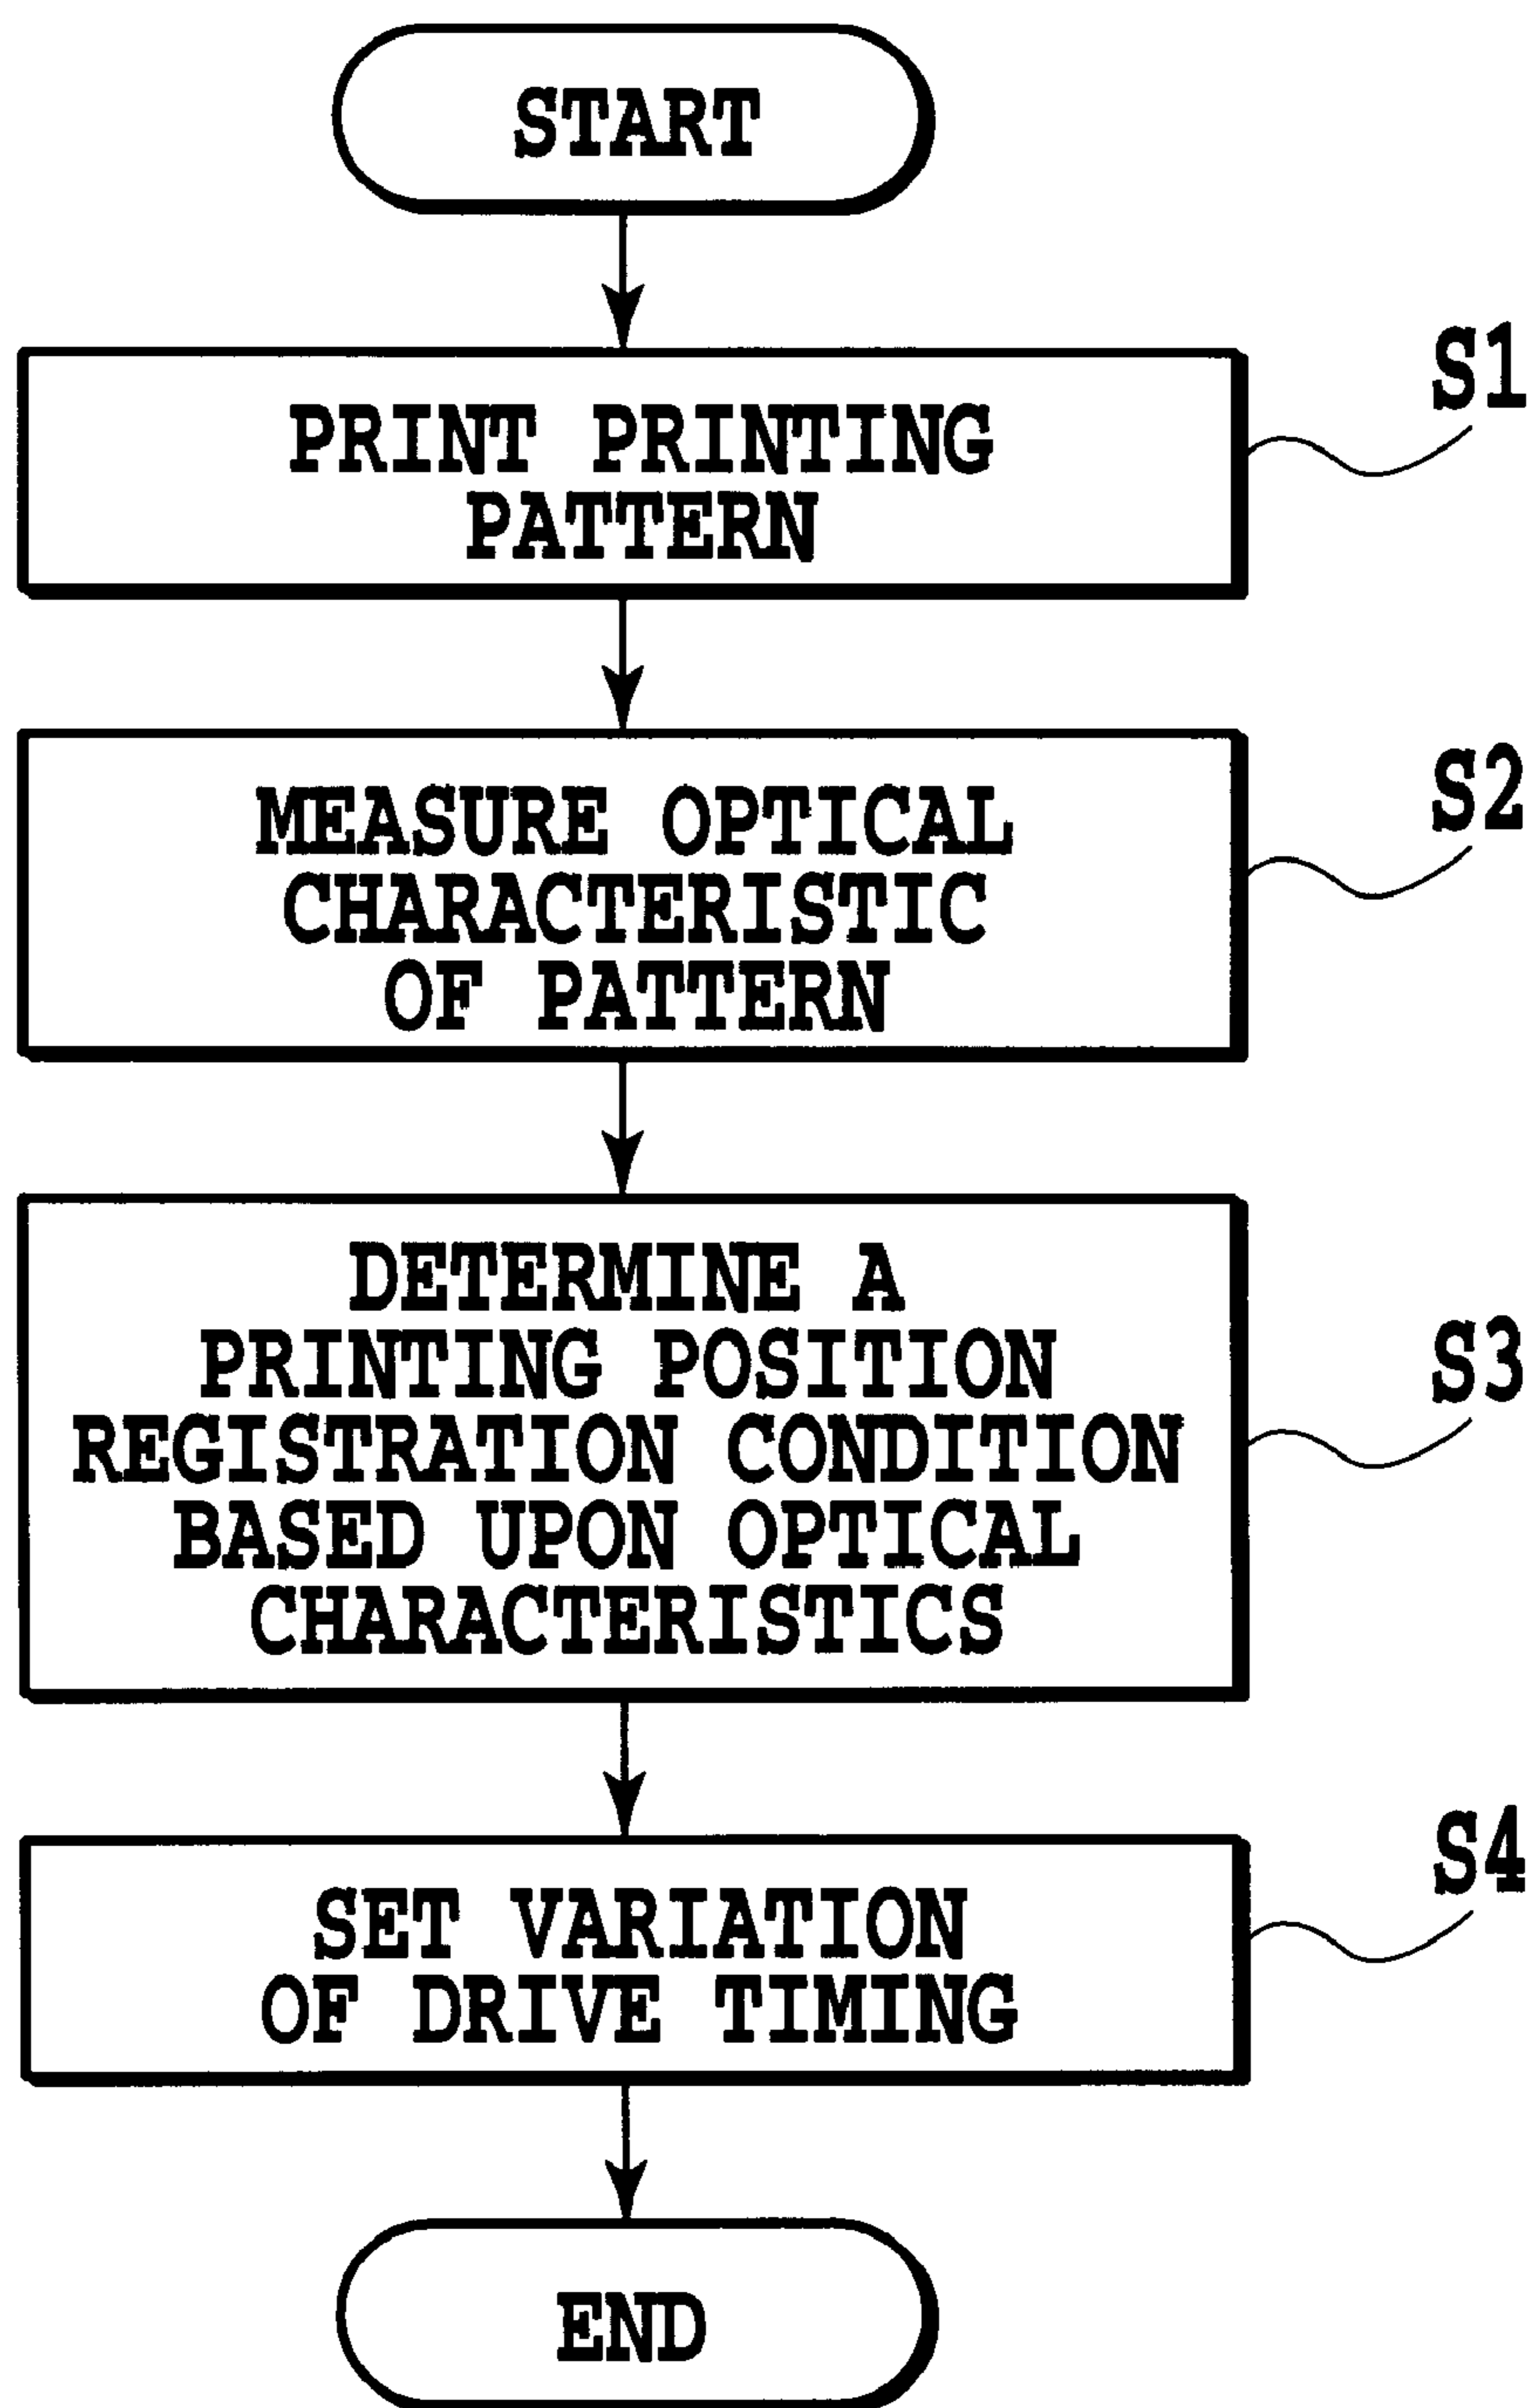 START
PRINT PRINTING
PATTERN
S1
MEASURE OPTICAL
CHARACTERISTIC
OF PATTERN
S2
DETERMINE A
PRINTING POSITION
REGISTRATION CONDITION
BASED UPON OPTICAL
CHARACTERISTICS
S3
SET VARIATION
OF DRIVE TIMING
S4
END